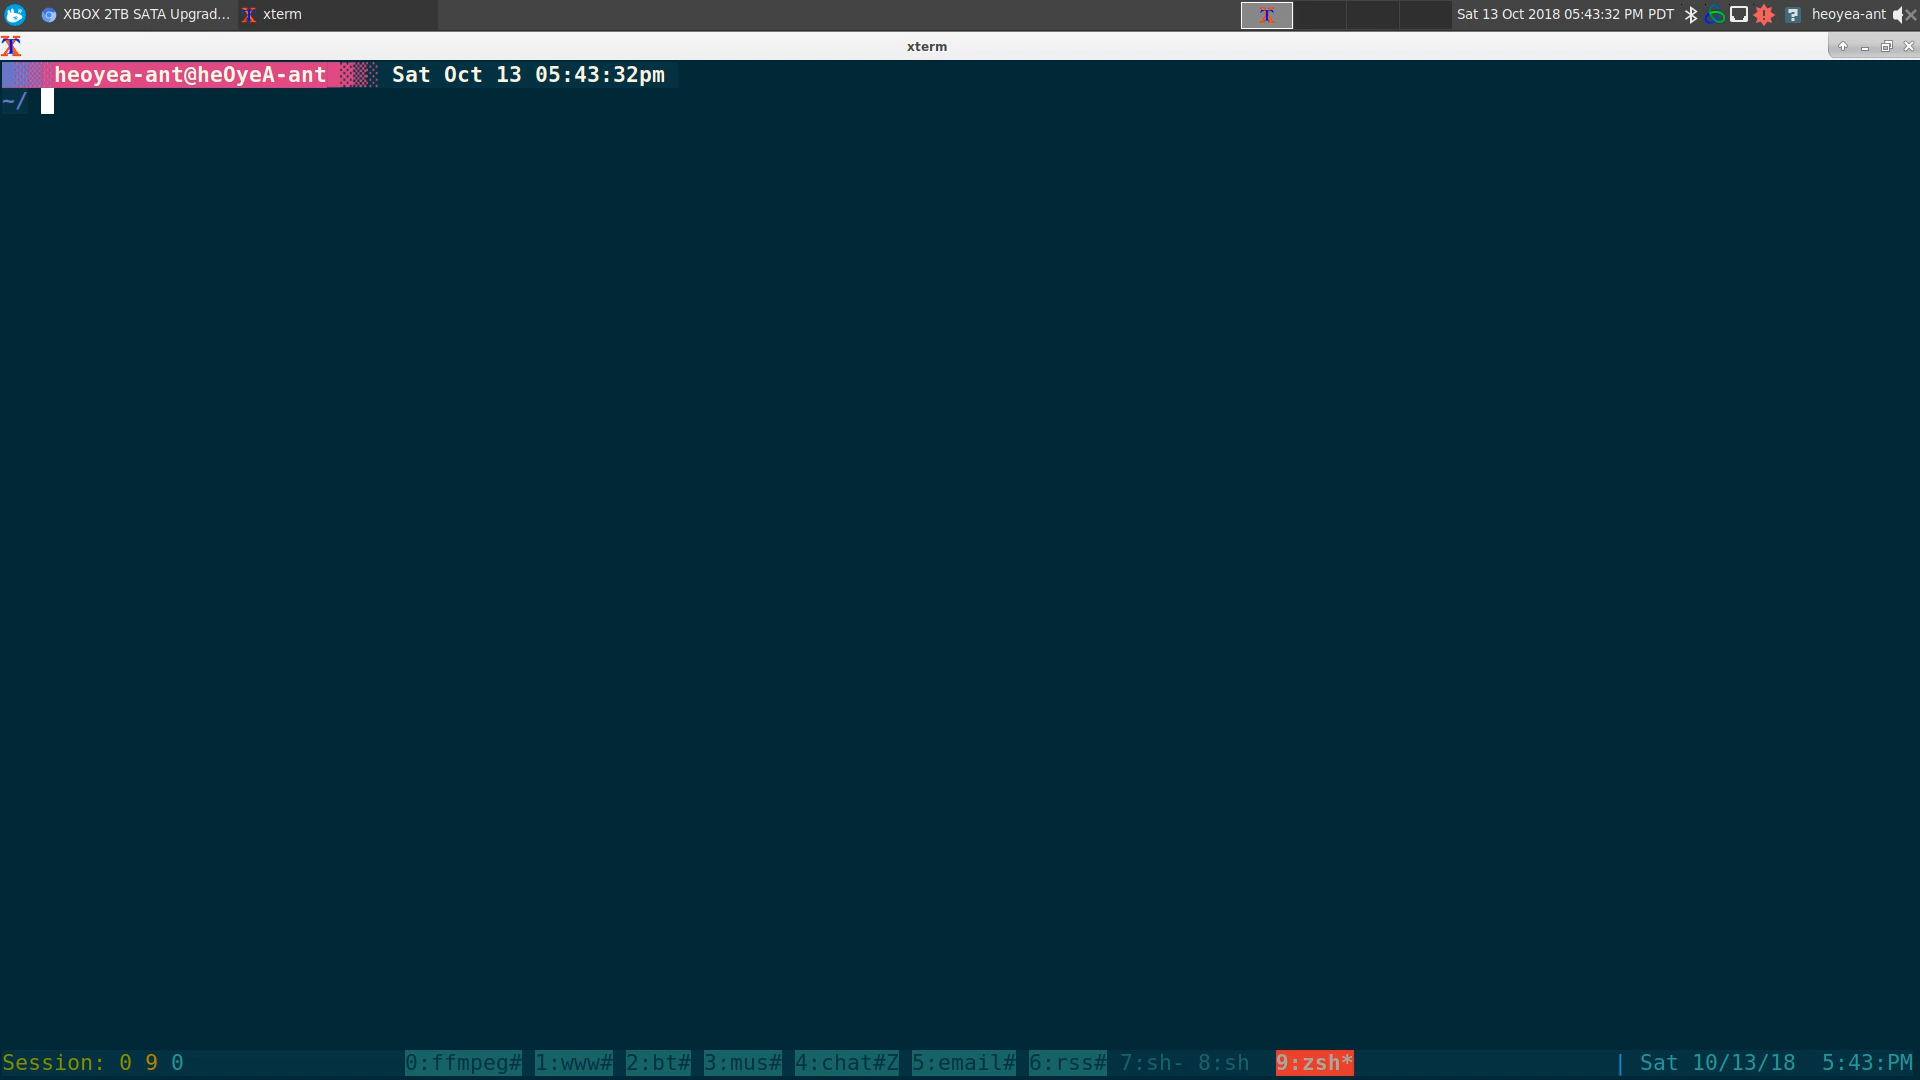 XBOX 2TB SATA Upgrad... xterm Sat 13 Oct 2018 05:43:32 PM PDT heoyea-ant
xterm
heoyea-ant@heOyeA-ant Sat Oct 13 05:43:32pm
~/
Session: 0 9 0 0:ffmpeg# 1:www# 2:bt# 3:mus# 4:chat#Z 5:email# 6:rss# 7:sh- 8:sh 9:zsh* | Sat 10/13/18 5:43:PM